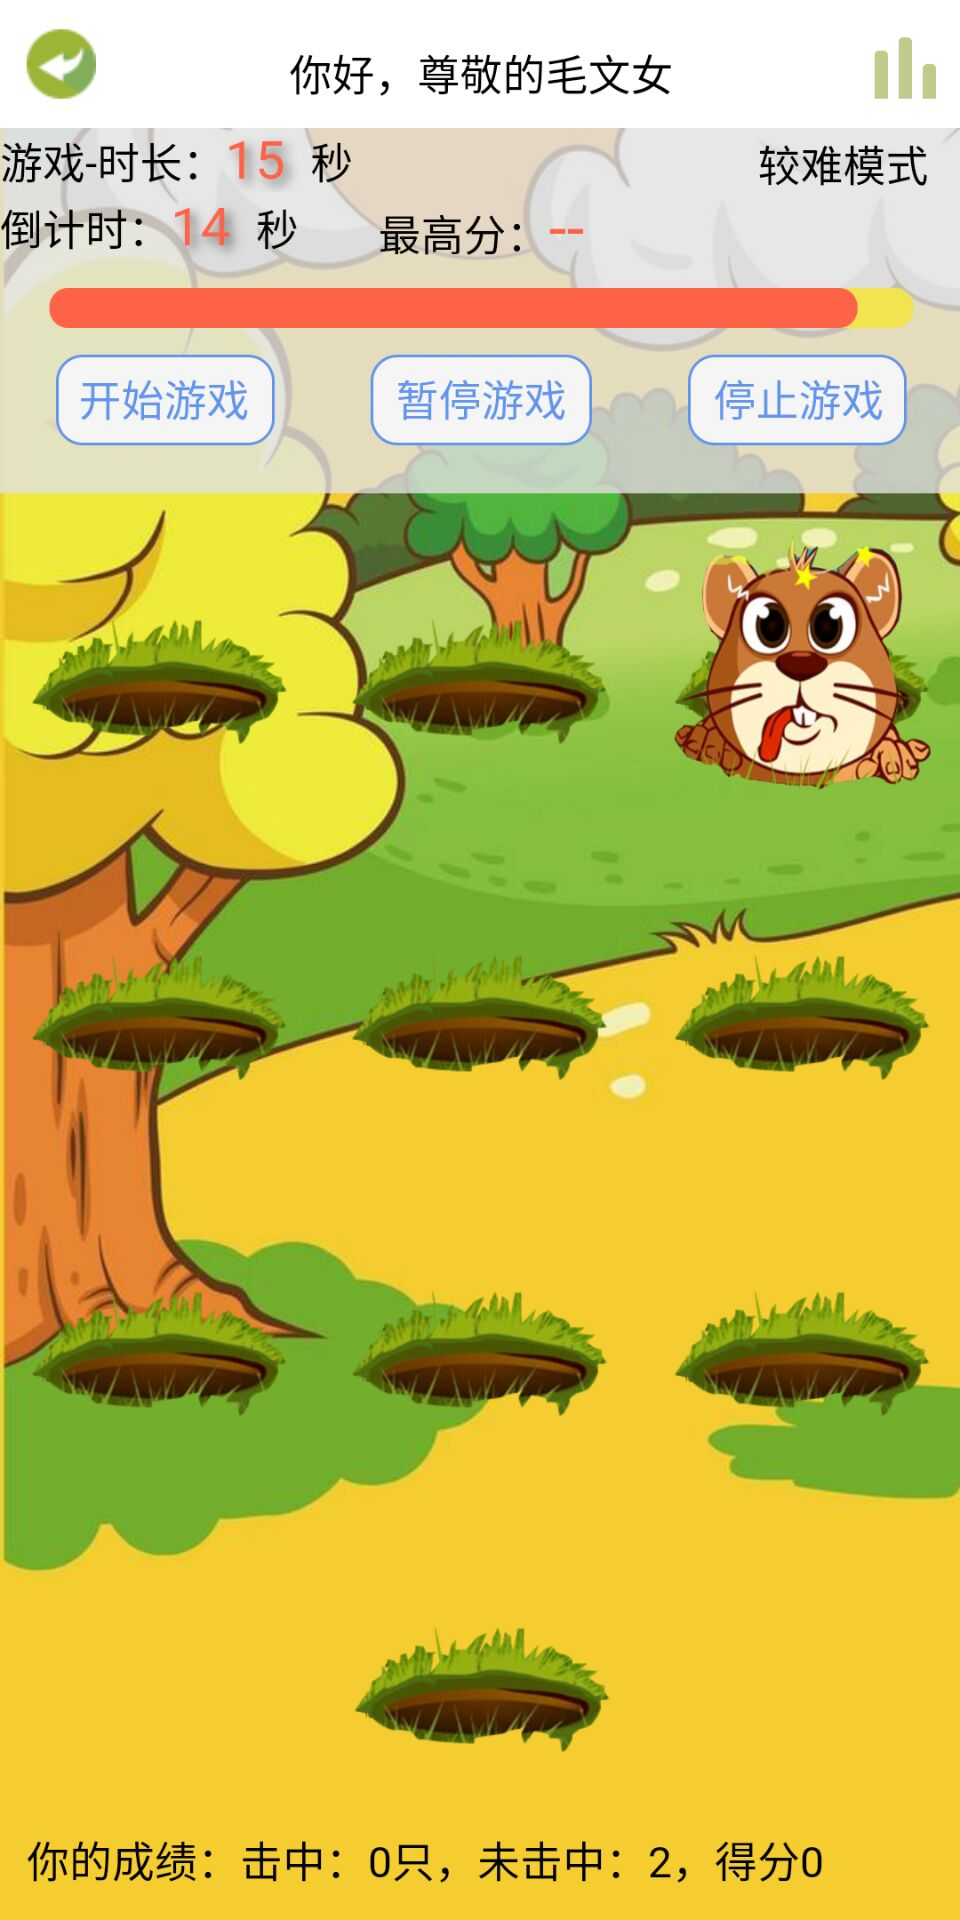 你好，尊敬的毛文女
游戏-时长：15 秒
较难模式
倒计时：14 秒
最高分：--
开始游戏
暂停游戏
停止游戏
你的成绩：击中：0只，未击中：2，得分0